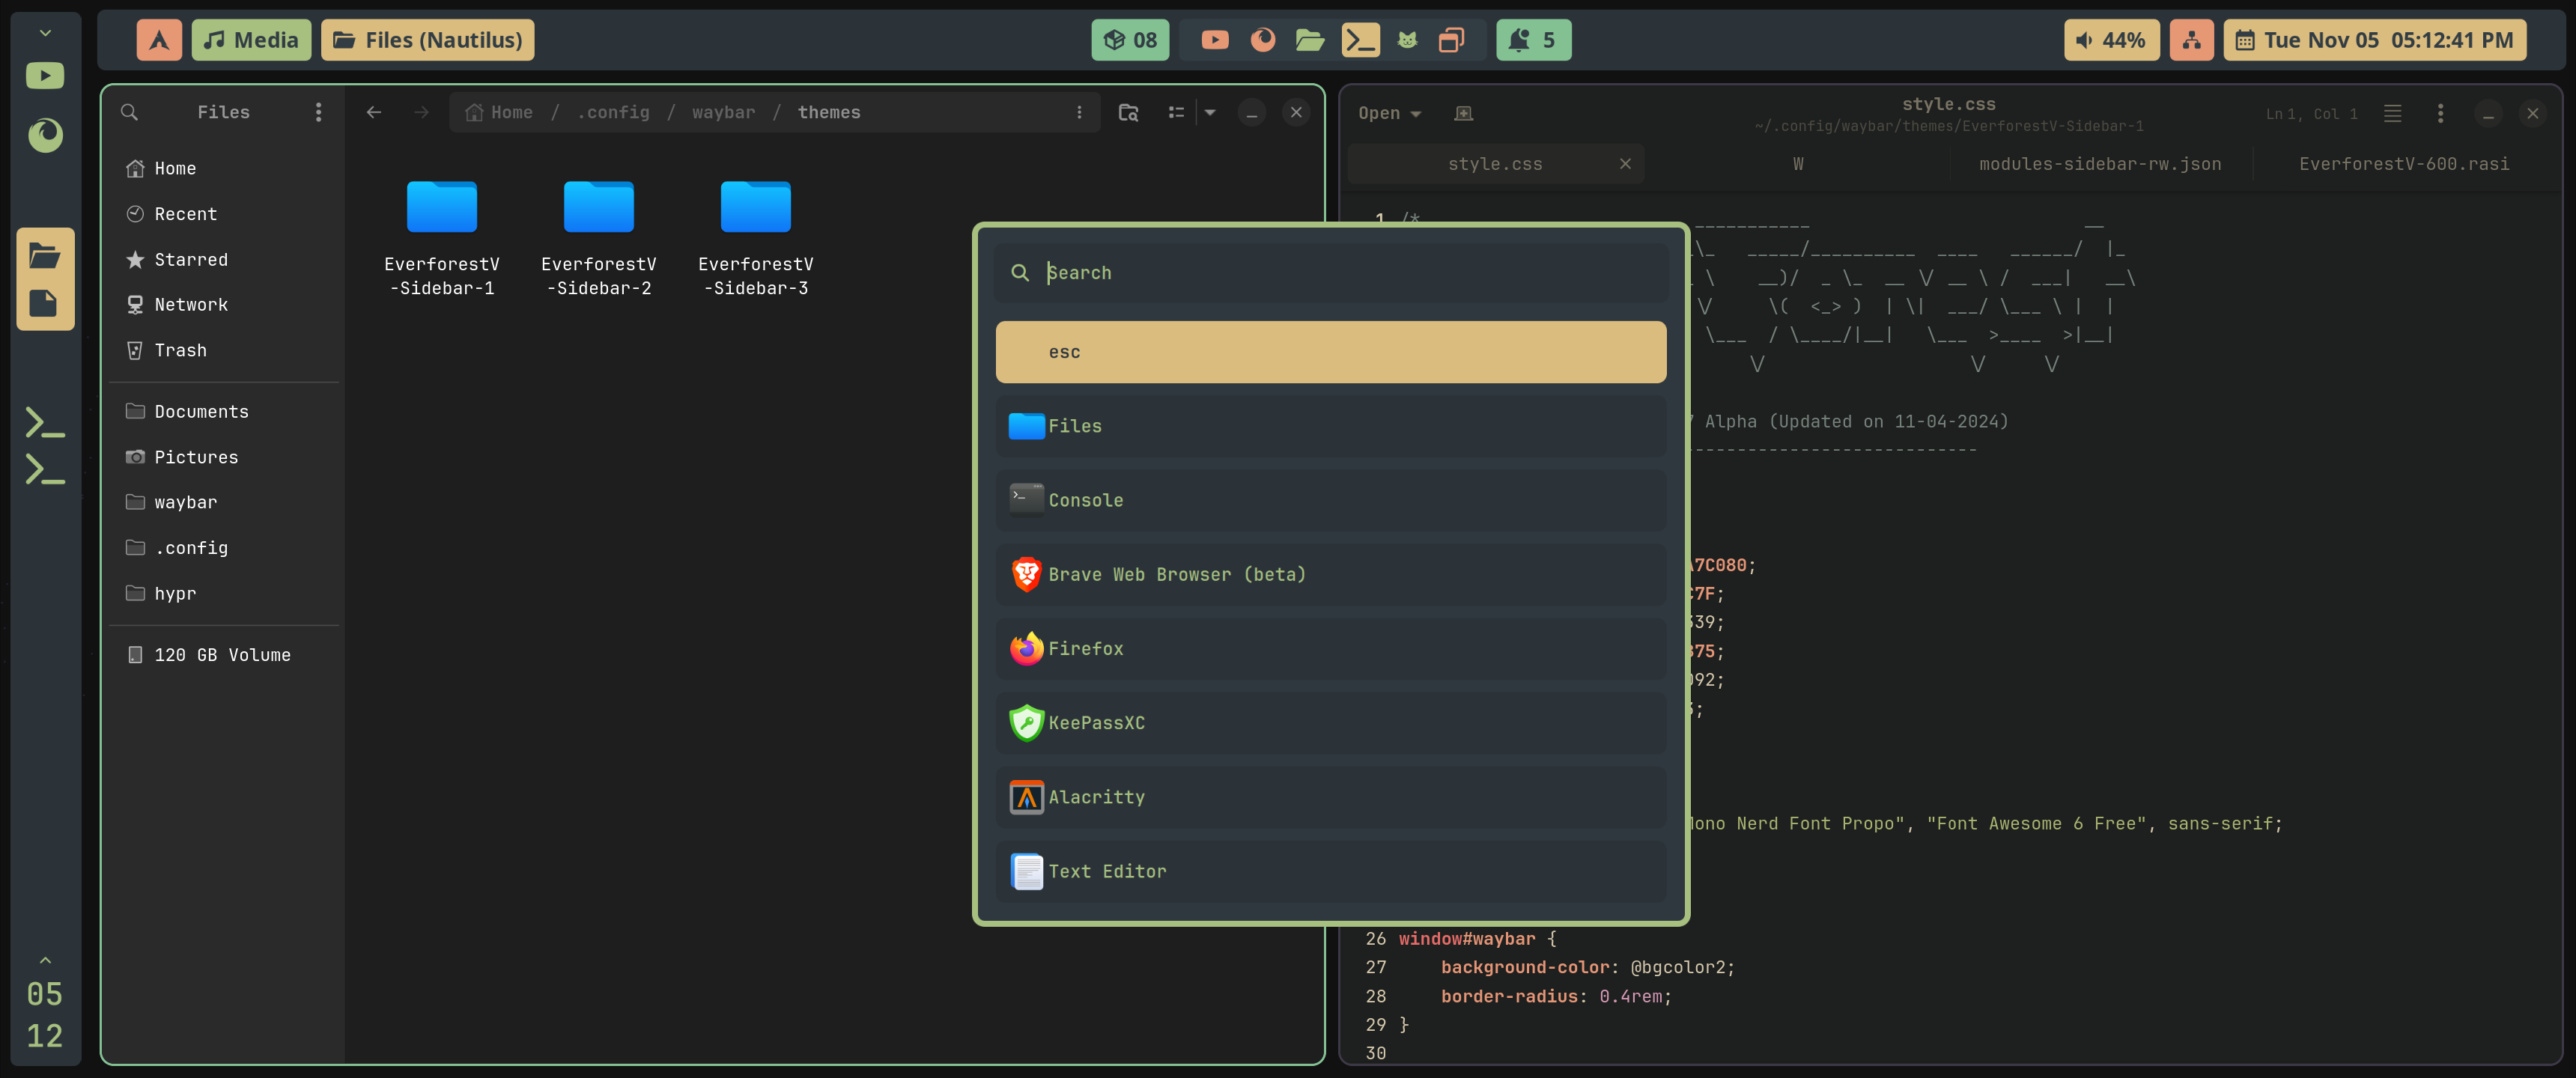 Media
Files (Nautilus)
08
5
44%
Tue Nov 05 05:12:41 PM
05
12
Files
Home
Recent
Starred
Network
Trash
Documents
Pictures
waybar
.config
hypr
120 GB Volume
Home / .config / waybar / themes
EverforestV
-Sidebar-1
EverforestV
-Sidebar-2
EverforestV
-Sidebar-3
Search
esc
Files
Console
Brave Web Browser (beta)
Firefox
KeePassXC
Alacritty
Text Editor
Open
style.css
~/.config/waybar/themes/EverforestV-Sidebar-1
Ln 1, Col 1
style.css
W
modules-sidebar-rw.json
EverforestV-600.rasi
1 /*
Alpha (Updated on 11-04-2024)
7C080;
7F;
39;
75;
92;
;
ono Nerd Font Propo", "Font Awesome 6 Free", sans-serif;
26 window#waybar {
27 background-color: @bgcolor2;
28 border-radius: 0.4rem;
29 }
30